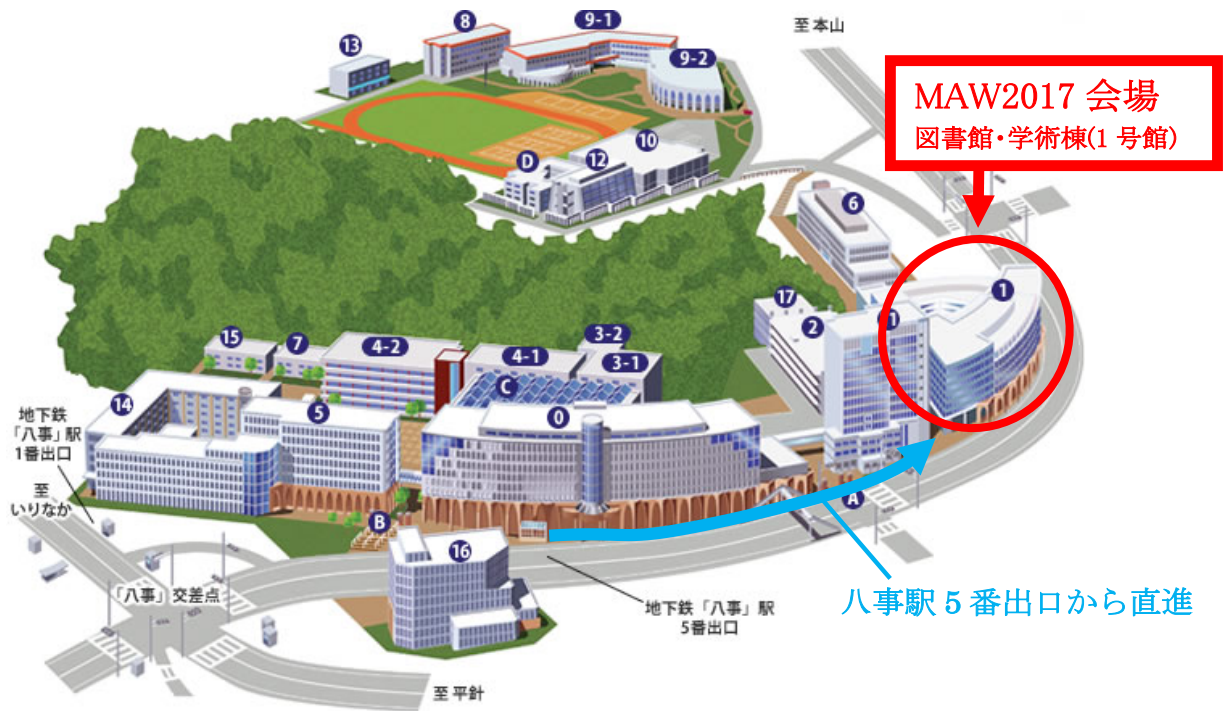 8
9-1
至 本山
13
9-2
MAW2017 会場
図書館・学術棟(1 号館)
10
12
D
6
1
17
2
11
3-2
15
7
4-2
4-1
3-1
C
14
5
0
地下鉄
「八事」駅
1番出口
至
いりなか
A
B
16
「八事」交差点
地下鉄「八事」駅
5番出口
八事駅 5 番出口から直進
至 平針